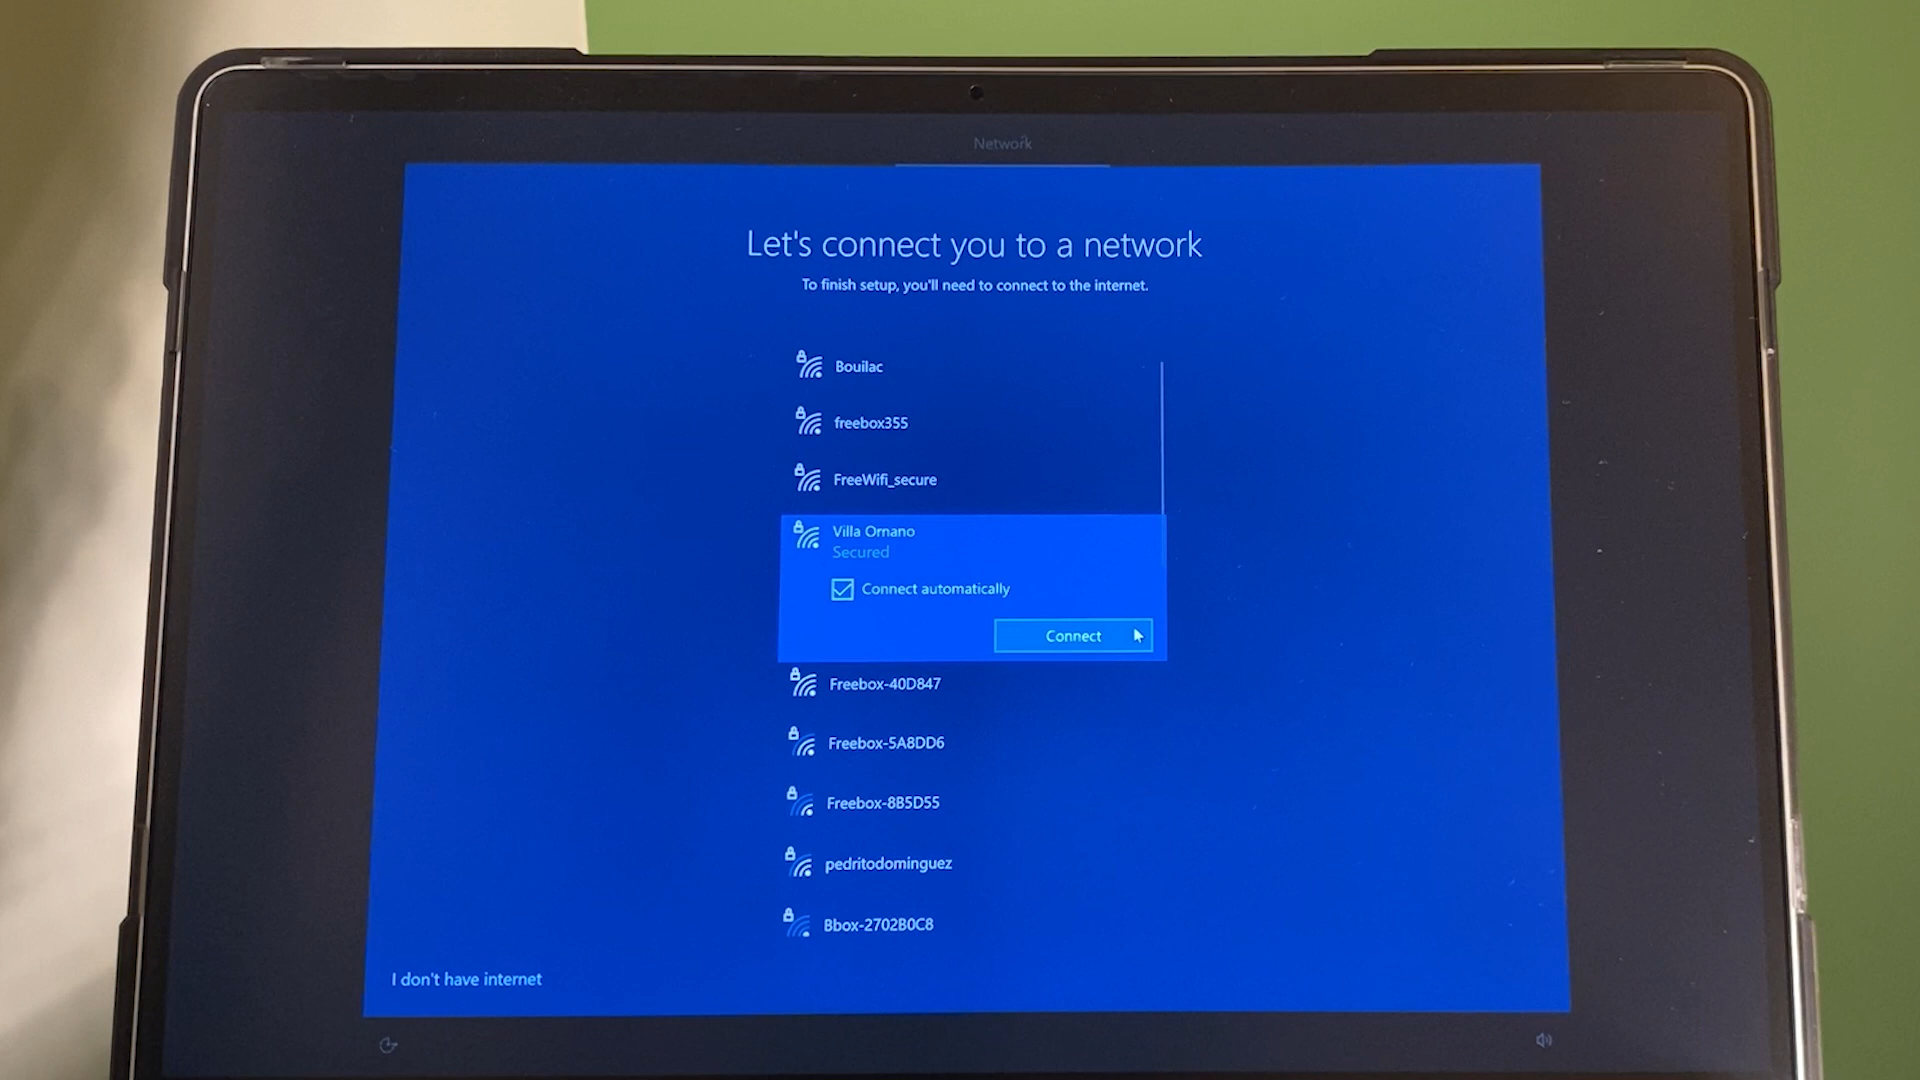 Network
Let's connect you to a network
To finish setup, you'll need to connect to the internet.
Bouilac
freebox355
FreeWifi_secure
Villa Ornano
Secured
Connect automatically
Connect
Freebox-40D847
Freebox-5A8DD6
Freebox-8B5D55
pedritodominguez
Bbox-2702B0C8
I don't have internet